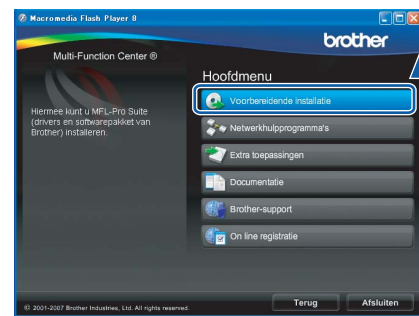 Macromedia Flash Player 8
brother
Multi-Function Center ®
Hoofdmenu
Hiermee kunt u MFL-Pro Suite
(drivers en softwarepakket van
Brother) installeren.
Voorbereidende installatie
Netwerkhulpprogramma's
Extra toepassingen
Documentatie
Brother-support
On line registratie
© 2001-2007 Brother Industries, Ltd. All rights reserved.
Terug
Afsluiten